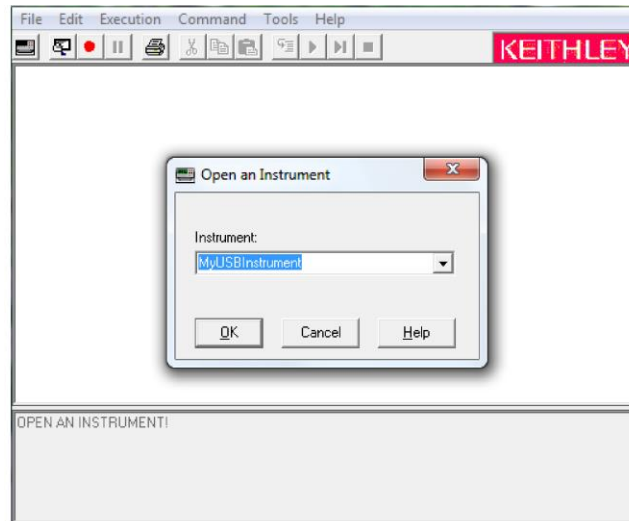 File Edit Execution Command Tools Help
KEITHLEY
Open an Instrument
Instrument:
MyUSBInstrument
OK Cancel Help
OPEN AN INSTRUMENT!